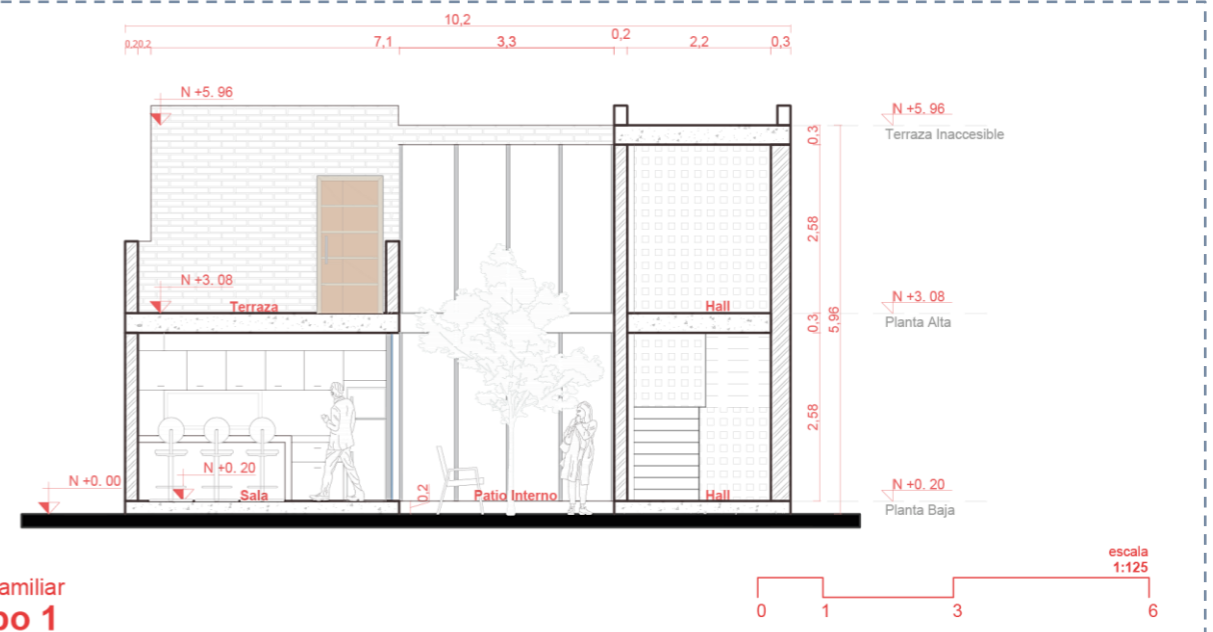 10,2
0,2
0,2
7,1
3,3
0,2
2,2
0,3
N +5. 96
N +5. 96
Terraza Inaccesible
0,3
2,58
N +3. 08
Terraza
Hall
N +3. 08
Planta Alta
0,3
5,96
2,58
N +0. 00
N +0. 20
Sala
0,2
Patio Interno
Hall
N +0. 20
Planta Baja
escala
1:125
0 1 3 6
amiliar
po 1